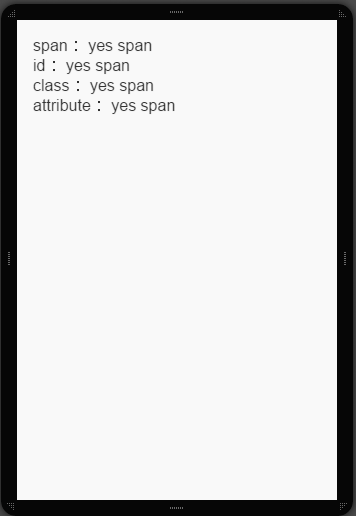 span： yes span
id： yes span
class： yes span
attribute： yes span